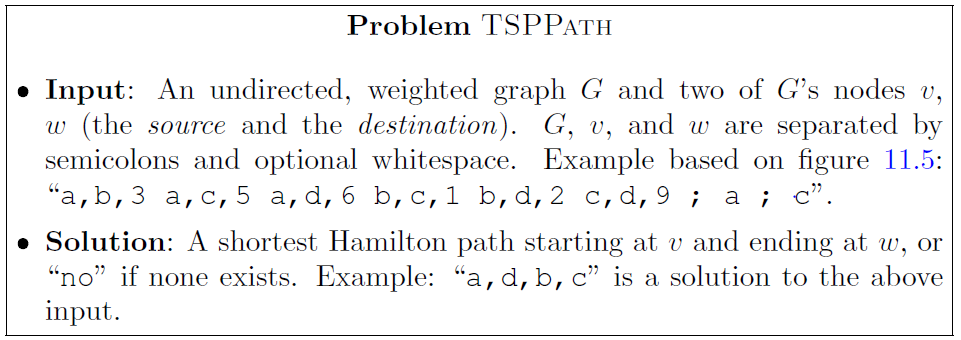 Problem TSPPATH
• Input: An undirected, weighted graph G and two of G's nodes v,
w (the source and the destination). G, v, and w are separated by
semicolons and optional whitespace. Example based on figure 11.5:
“a,b,3 a,c,5 a,d,6 b,c,1 b,d,2 c,d,9 ; a ; c”.
• Solution: A shortest Hamilton path starting at v and ending at w, or
“no” if none exists. Example: “a,d,b,c” is a solution to the above
input.